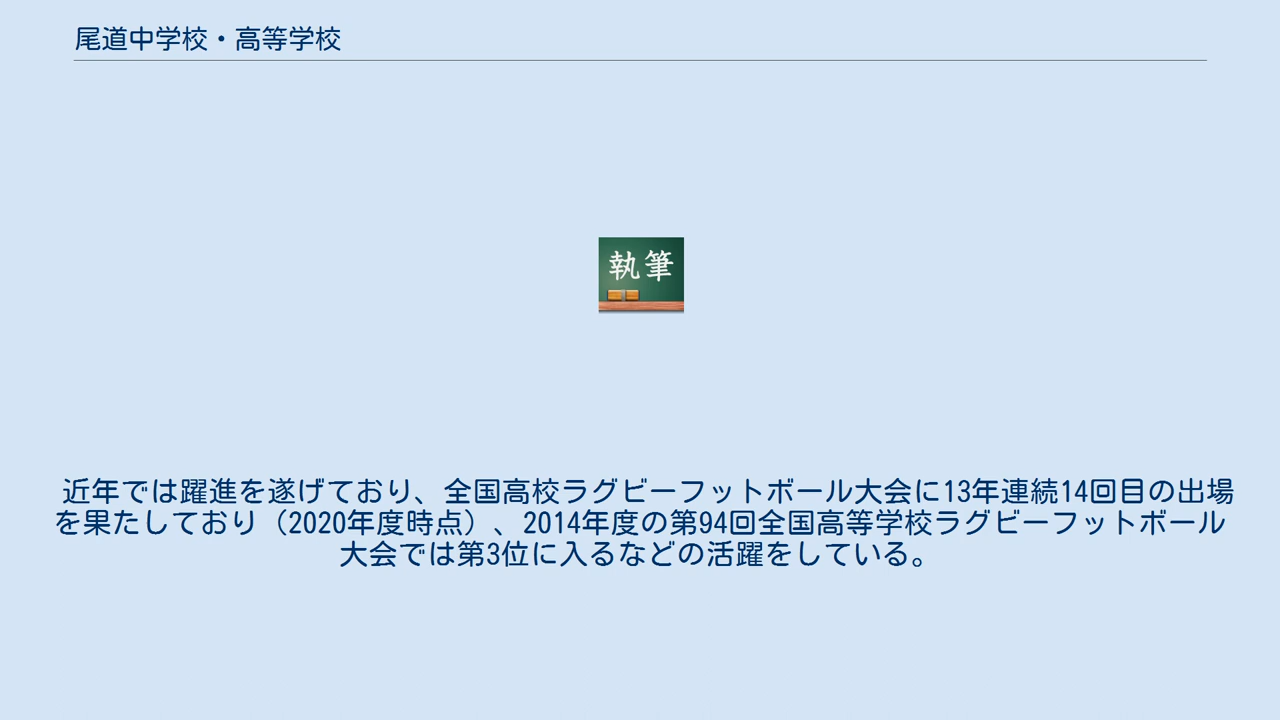 尾道中学校・高等学校
執筆
近年では躍進を遂げており、全国高校ラグビーフットボール大会に13年連続14回目の出場
を果たしており（2020年度時点）、2014年度の第94回全国高等学校ラグビーフットボール
大会では第3位に入るなどの活躍をしている。